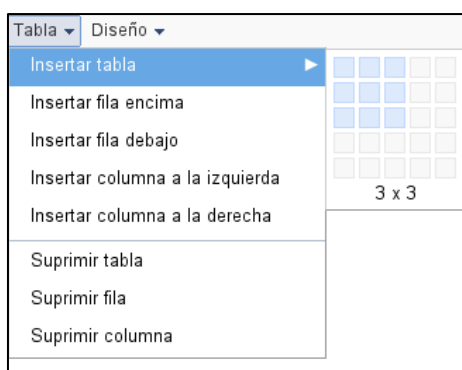 Tabla Diseño
Insertar tabla
Insertar fila encima
Insertar fila debajo
Insertar columna a la izquierda
Insertar columna a la derecha
Suprimir tabla
Suprimir fila
Suprimir columna
3 x 3